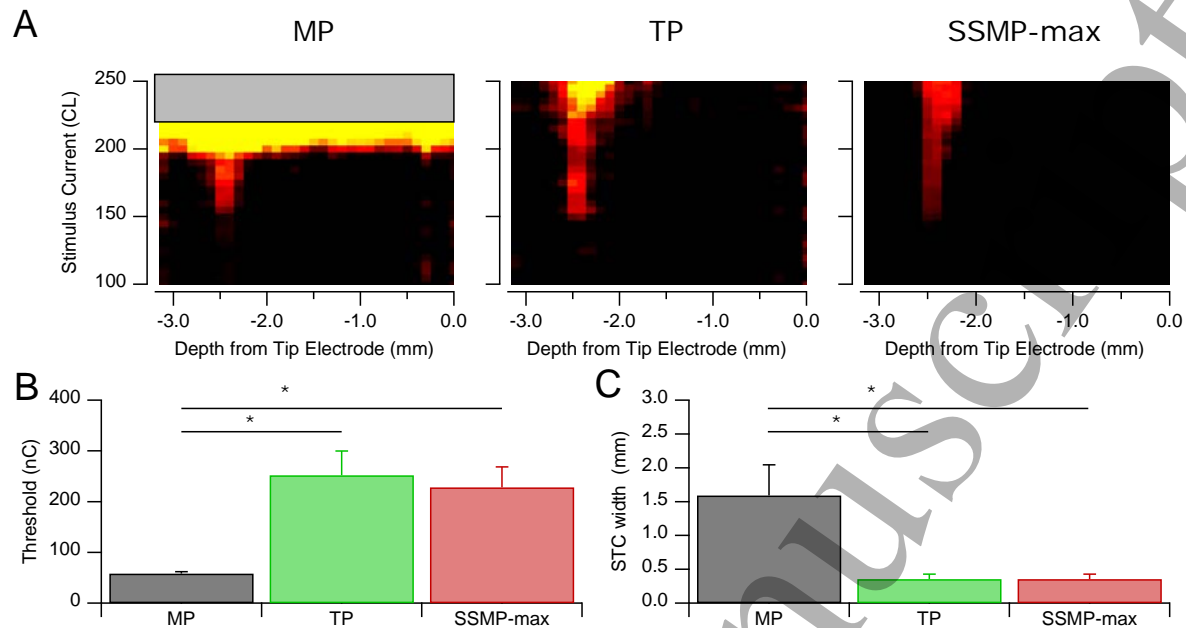 A
MP
TP
SSMP-max
Stimulus Current (CL)
250
200
150
100
-3.0 -2.0 -1.0 0.0
-3.0 -2.0 -1.0 0.0
-3.0 -2.0 -1.0 0.0
Depth from Tip Electrode (mm)
Depth from Tip Electrode (mm)
Depth from Tip Electrode (mm)
B
Threshold (nC)
400
300
200
100
0
*
*
MP TP SSMP-max
C
STC width (mm)
3.0
2.5
2.0
1.5
1.0
0.5
0.0
*
*
MP TP SSMP-max
nuscript